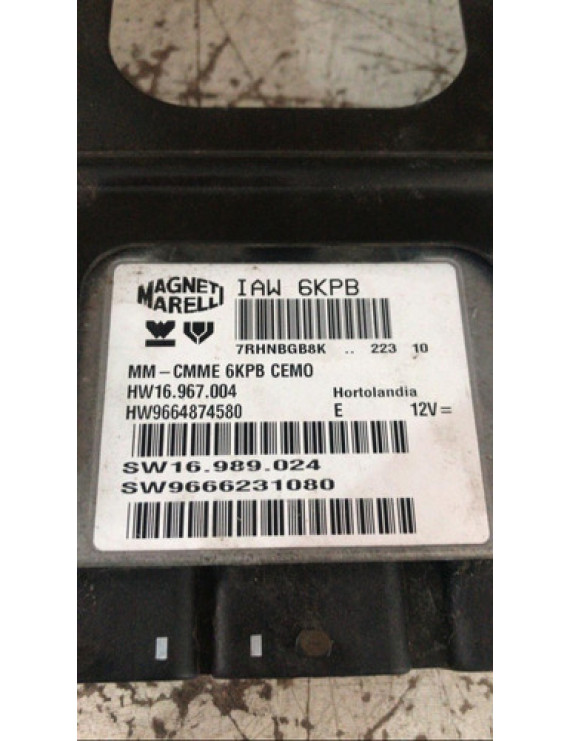 MAGNETI MARELLI
IAW 6KPB
7RHNBGB8K .. 223 10
MM-CMME 6KPB CEMO
HW16.967.004 Hortolandia
HW9664874580 E 12V=
SW16.989.024
SW9666231080